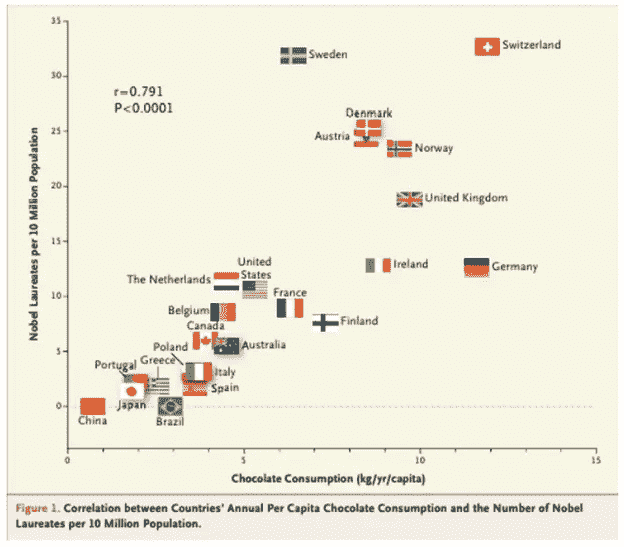 35
30
25
20
15
10
5
0
Nobel Laureates per 10 Million Population
r=0.791
P<0.0001
Sweden
Switzerland
Denmark
Austria
Norway
United Kingdom
Ireland
Germany
The Netherlands
United
States
France
Belgium
Finland
Canada
Australia
Poland
Portugal
Greece
Italy
Spain
Japan
China
Brazil
0
5
10
15
Chocolate Consumption (kg/yr/capita)
Figure 1. Correlation between Countries' Annual Per Capita Chocolate Consumption and the Number of Nobel
Laureates per 10 Million Population.